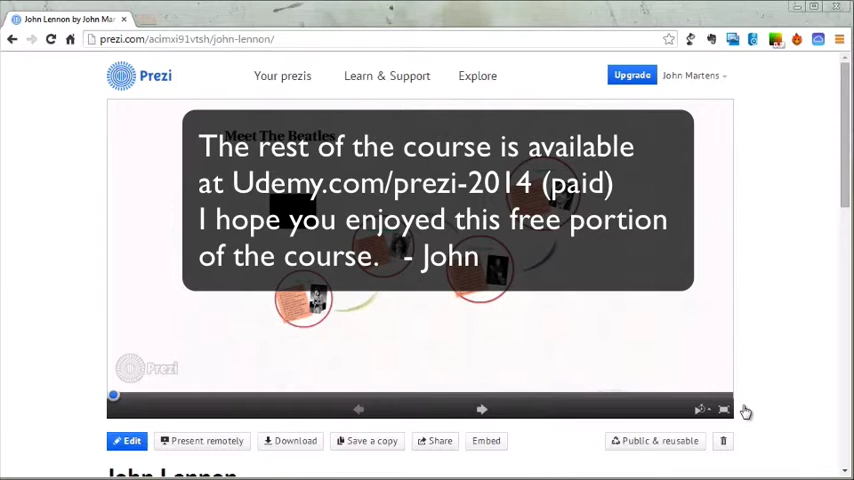 John Lennon by John Mar
prezi.com/acimxi91vtsh/john-lennon/
Prezi
Your prezis
Learn & Support
Explore
Upgrade
John Martens
Meet The Beatles
The rest of the course is available
at Udemy.com/prezi-2014 (paid)
I hope you enjoyed this free portion
of the course. - John
Prezi
Edit
Present remotely
Download
Save a copy
Share
Embed
Public & reusable
John Lennon